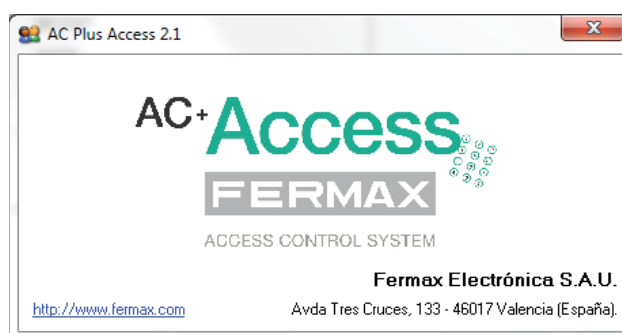 AC Plus Access 2.1
AC+Access
FERMAX
ACCESS CONTROL SYSTEM
Fermax Electrónica S.A.U.
http://www.fermax.com Avda Tres Cruces, 133 - 46017 Valencia (España).